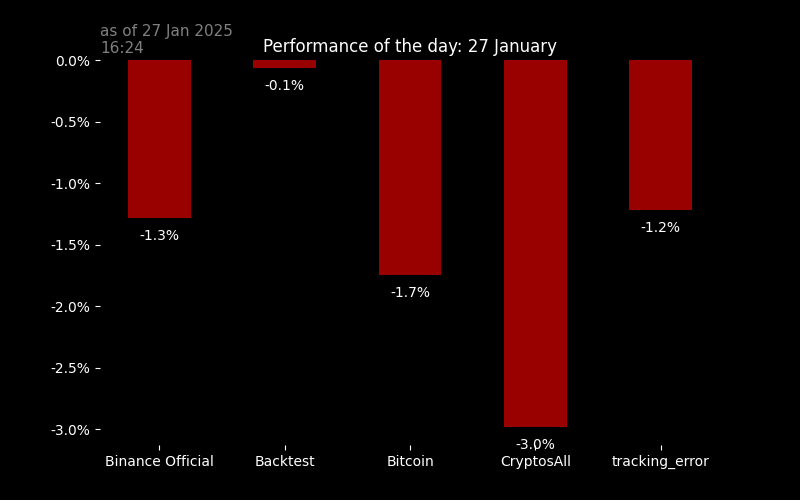 as of 27 Jan 2025
16:24
Performance of the day: 27 January
0.0%
-0.5%
-1.0%
-1.5%
-2.0%
-2.5%
-3.0%
-1.3%
-0.1%
-1.7%
-3.0%
-1.2%
Binance Official
Backtest
Bitcoin
CryptosAll
tracking_error